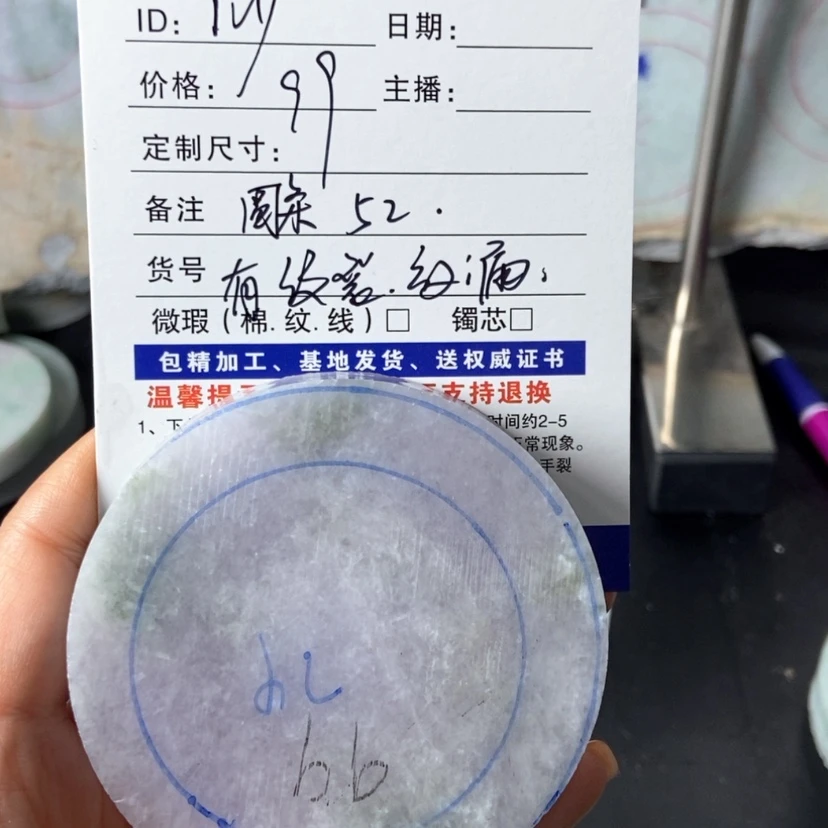 ID: 日期:
价格: 99 主播:
定制尺寸:
备注 圆条 52.
货号 有纹裂.
微瑕(棉.纹.线)□ 镯芯□
包精加工、基地发货、送权威证书
温馨提 支持退换
1、下 时间约2-5
正常现象。
手裂
52